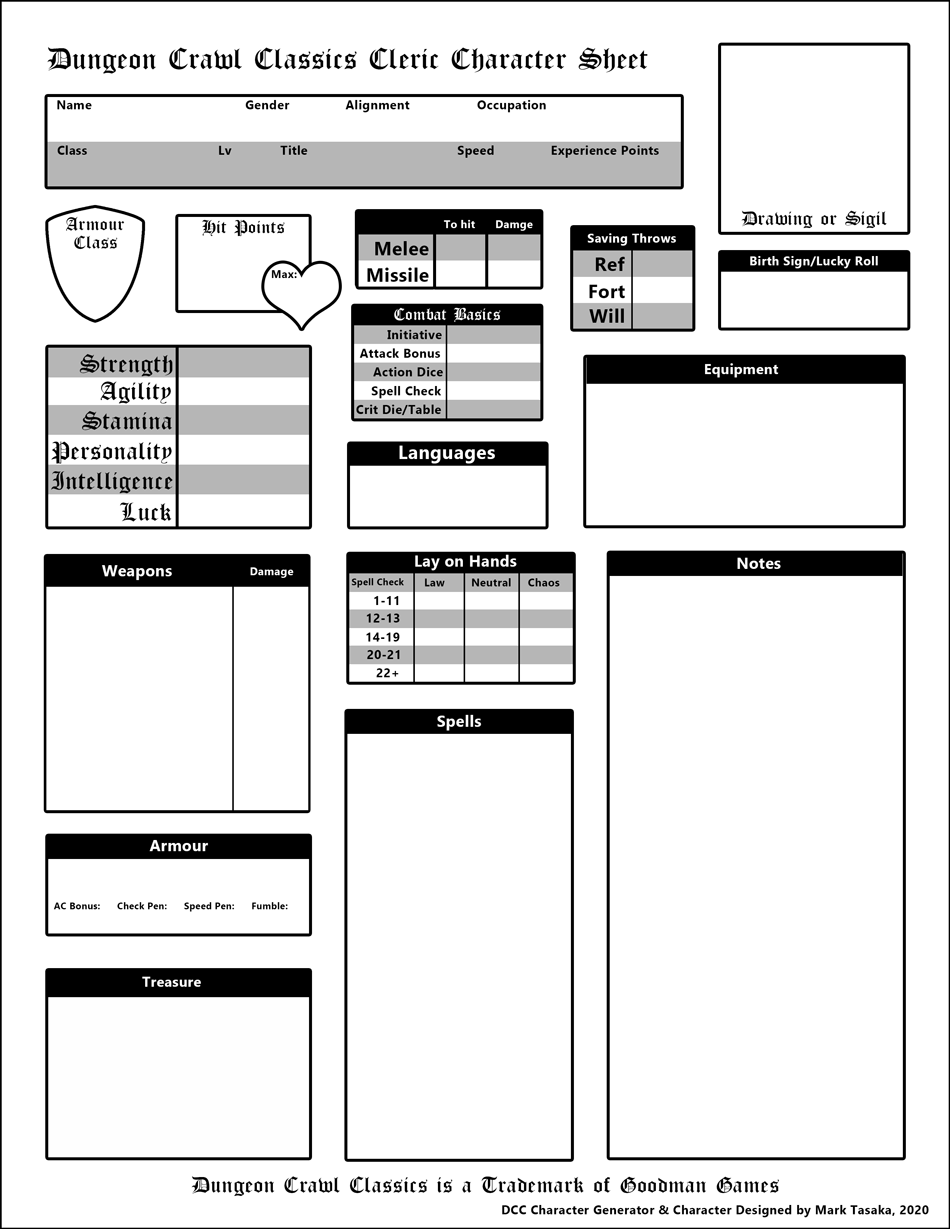 Dungeon Crawl Classics Cleric Character Sheet
Name Gender Alignment Occupation
Class Lv Title Speed Experience Points
Drawing or Sigil
Armour
Class
Hit Points
Max:
To hit Damge
Melee
Missile
Saving Throws
Ref
Fort
Will
Birth Sign/Lucky Roll
Combat Basics
Initiative
Attack Bonus
Action Dice
Spell Check
Crit Die/Table
Strength
Agility
Stamina
Personality
Intelligence
Luck
Equipment
Languages
Weapons Damage
Lay on Hands
Spell Check Law Neutral Chaos
1-11
12-13
14-19
20-21
22+
Notes
Spells
Armour
AC Bonus: Check Pen: Speed Pen: Fumble:
Treasure
Dungeon Crawl Classics is a Trademark of Goodman Games
DCC Character Generator & Character Designed by Mark Tasaka, 2020